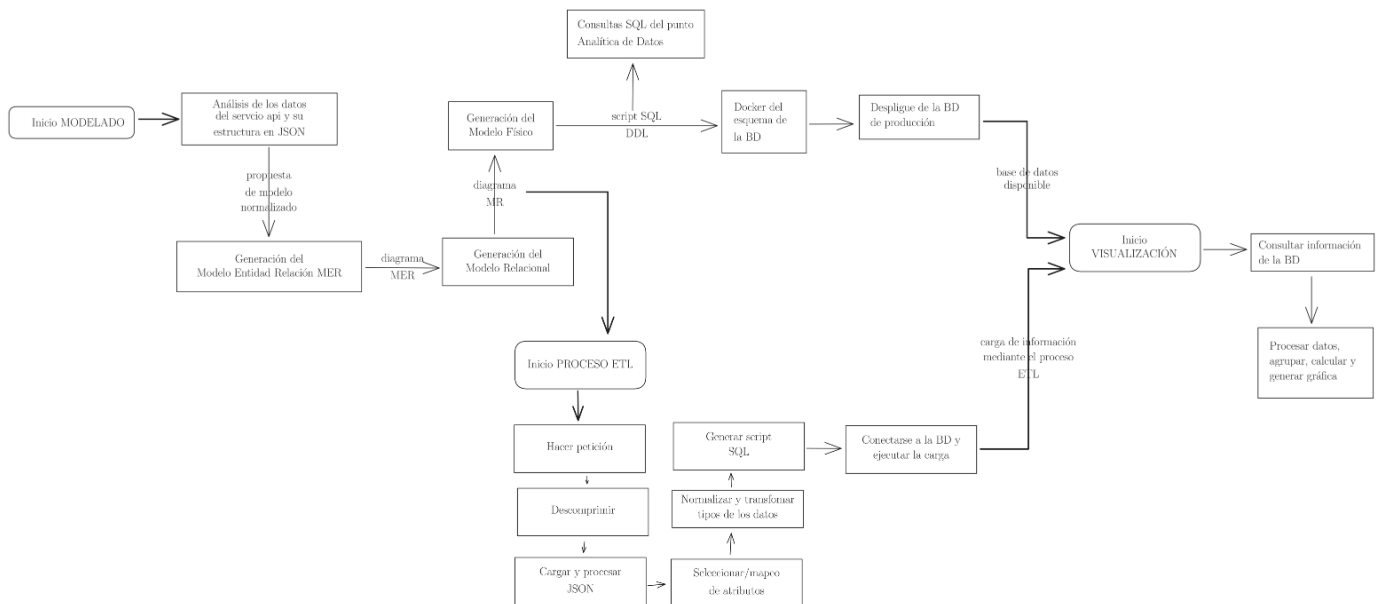 Consultas SQL del punto
Analítica de Datos
Inicio MODELADO
Análisis de los datos
del servcio api y su
estructura en JSON
Generación del
Modelo Físico
script SQL
DDL
Docker del
esquema de
la BD
Despligue de la BD
de producción
propuesta
de modelo
normalizado
diagrama
MR
base de datos
disponible
Generación del
Modelo Entidad Relación MER
diagrama
MER
Generación del
Modelo Relacional
Inicio
VISUALIZACIÓN
Consultar información
de la BD
Inicio PROCESO ETL
carga de información
mediante el proceso
ETL
Procesar datos,
agrupar, calcular y
generar gráfica
Hacer petición
Generar script
SQL
Conectarse a la BD y
ejecutar la carga
Descomprimir
Normalizar y transfomar
tipos de los datos
Cargar y procesar
JSON
Seleccionar/mapeo
de atributos